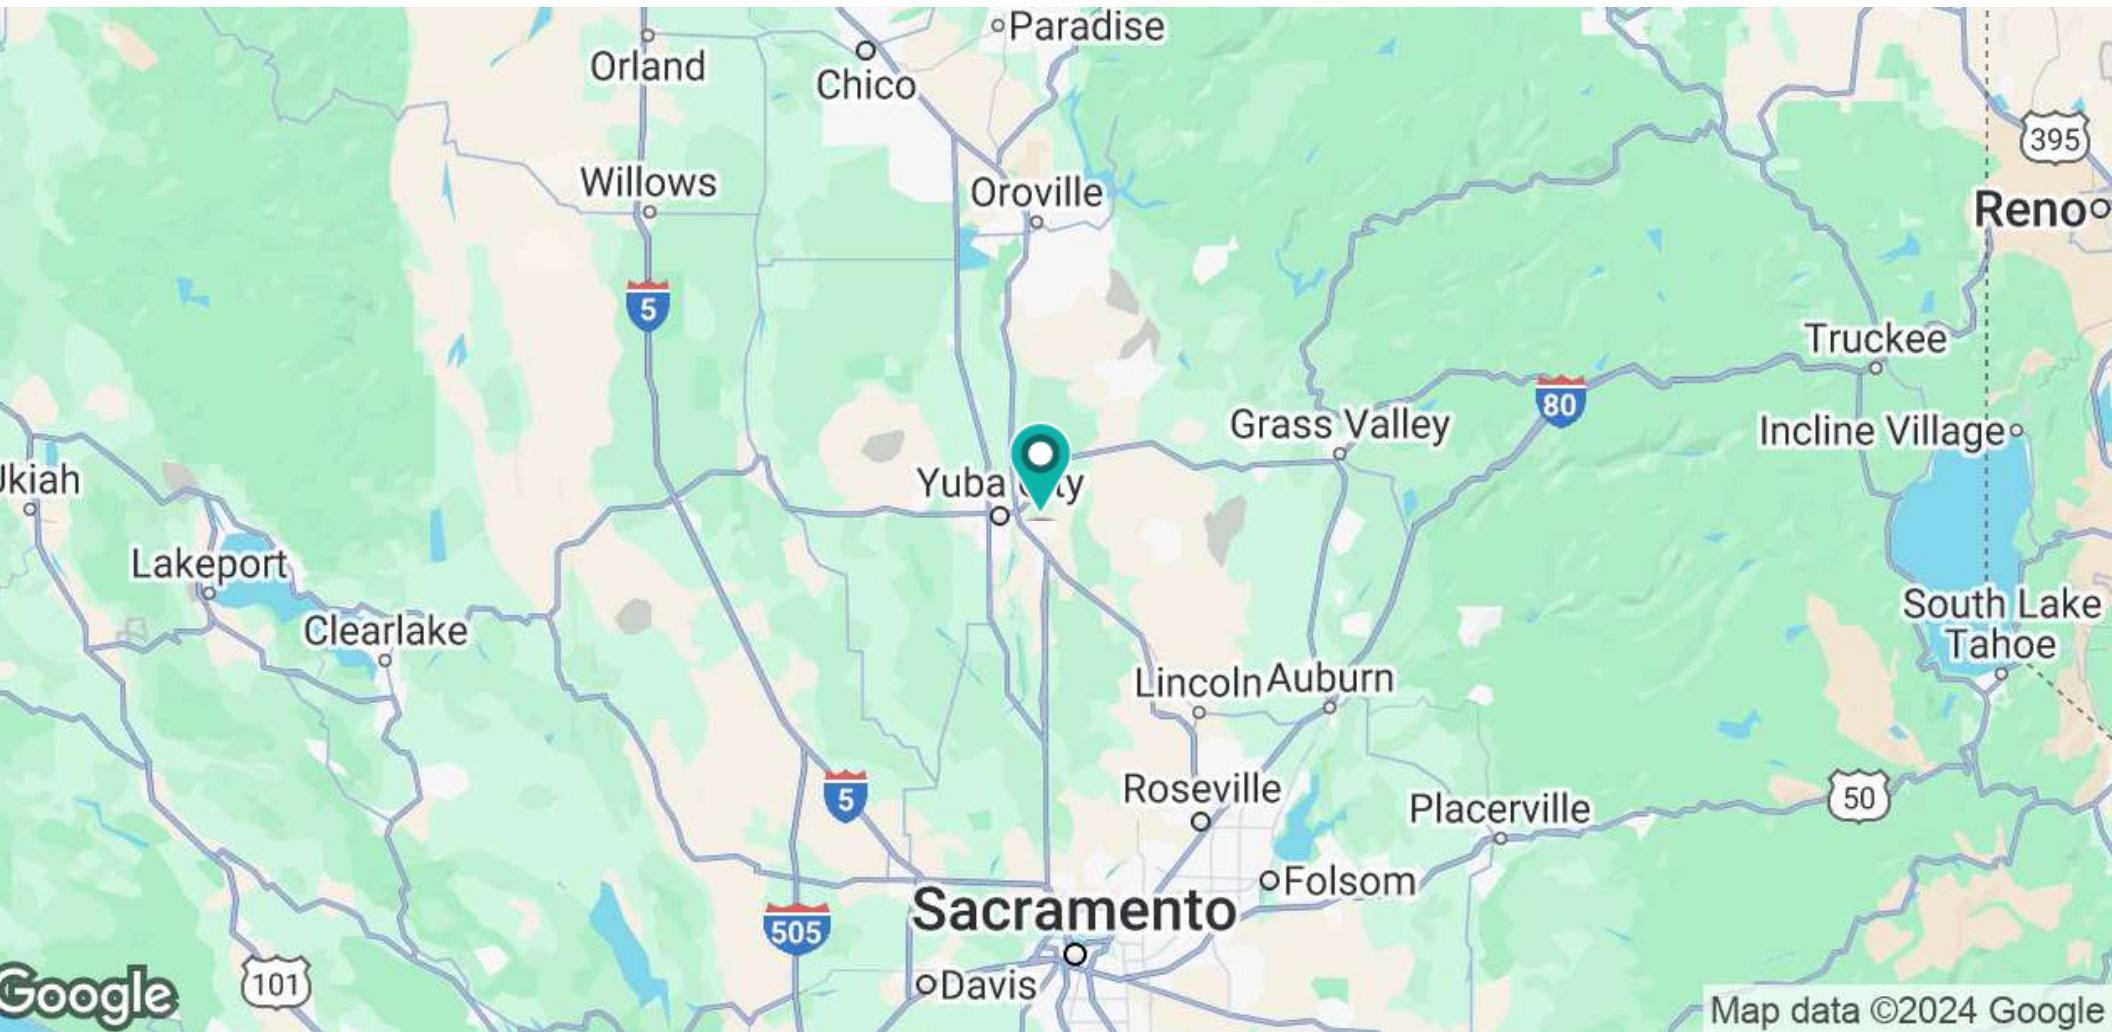 Paradise
Orland
Chico
395
Willows
Oroville
Reno
5
Truckee
80
Grass Valley
Incline Village
Yuba City
Ukiah
Lakeport
South Lake
Tahoe
Clearlake
Lincoln
Auburn
5
Roseville
50
Placerville
Folsom
Sacramento
505
101
Davis
Google
Map data ©2024 Google